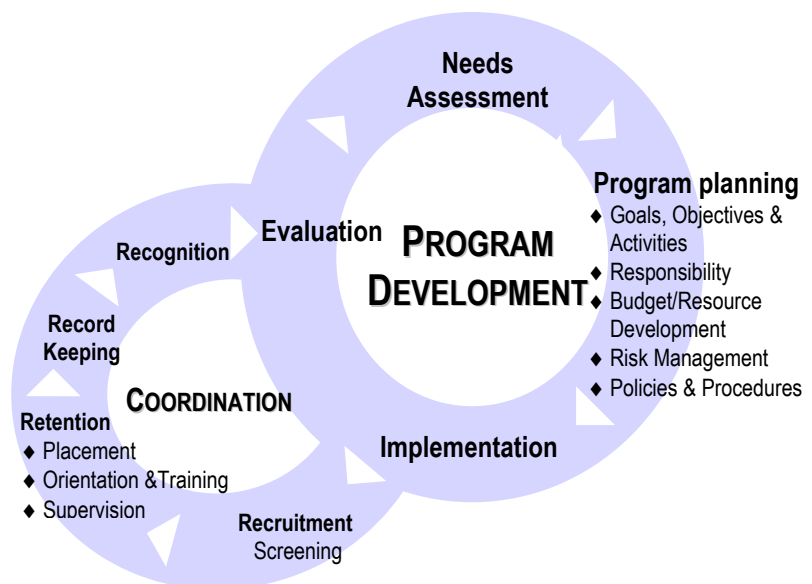 Needs
Assessment
Program planning
♦ Goals, Objectives &
Activities
♦ Responsibility
♦ Budget/Resource
Development
♦ Risk Management
♦ Policies & Procedures
Evaluation
PROGRAM
DEVELOPMENT
Implementation
Recognition
Record
Keeping
COORDINATION
Retention
♦ Placement
♦ Orientation &Training
♦ Supervision
Recruitment
Screening